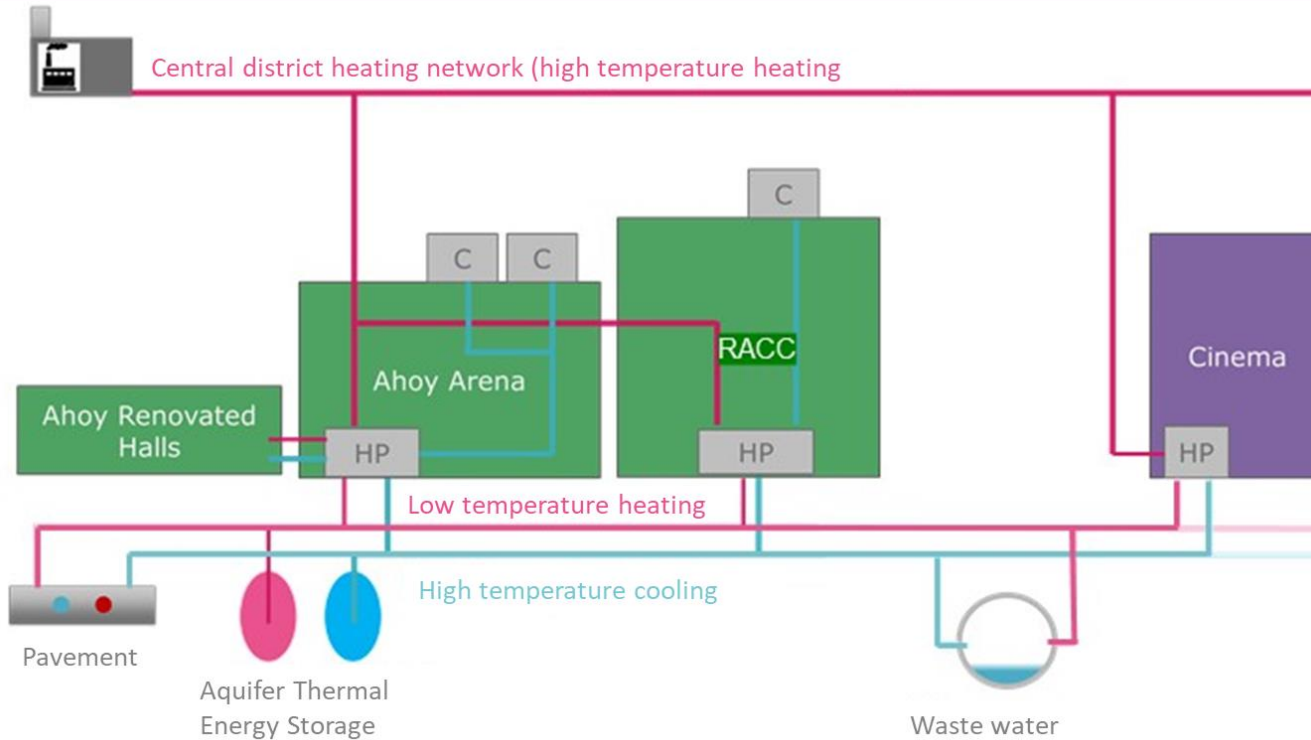 Central district heating network (high temperature heating
C
C
C
RACC
Ahoy Arena
Cinema
Ahoy Renovated
Halls
HP
HP
HP
Low temperature heating
High temperature cooling
Pavement
Aquifer Thermal
Energy Storage
Waste water